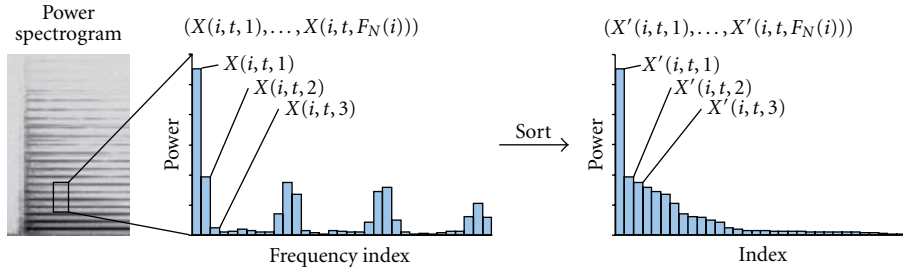 Power
spectrogram
(X(i,t,1),...,X(i,t,F_N(i)))
X(i,t,1)
X(i,t,2)
X(i,t,3)
Power
Frequency index
Sort
(X′(i,t,1),...,X′(i,t,F_N(i)))
X′(i,t,1)
X′(i,t,2)
X′(i,t,3)
Power
Index